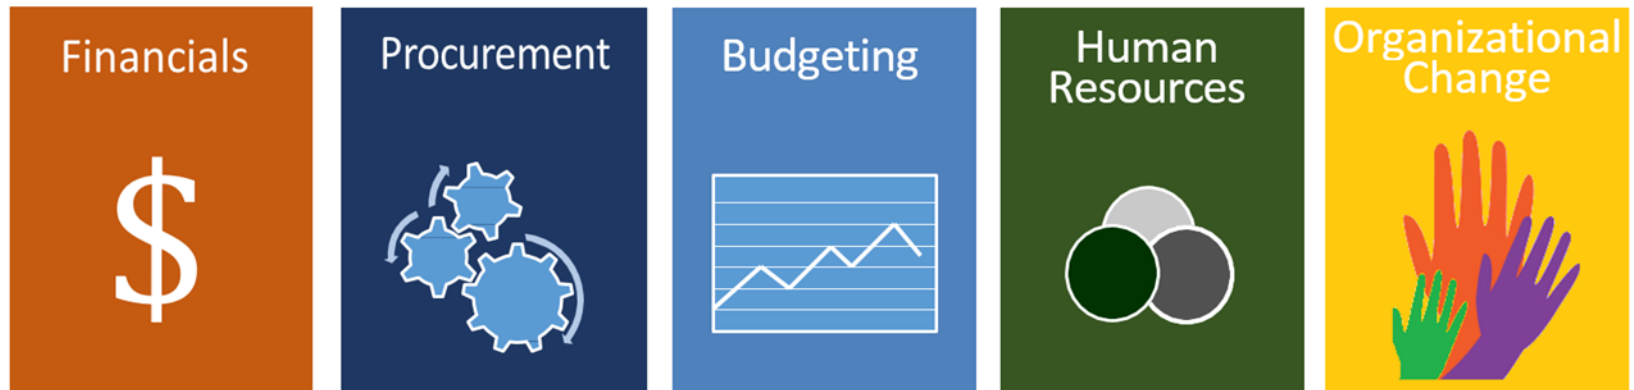 Financials
Procurement
Budgeting
Human
Resources
Organizational
Change
$